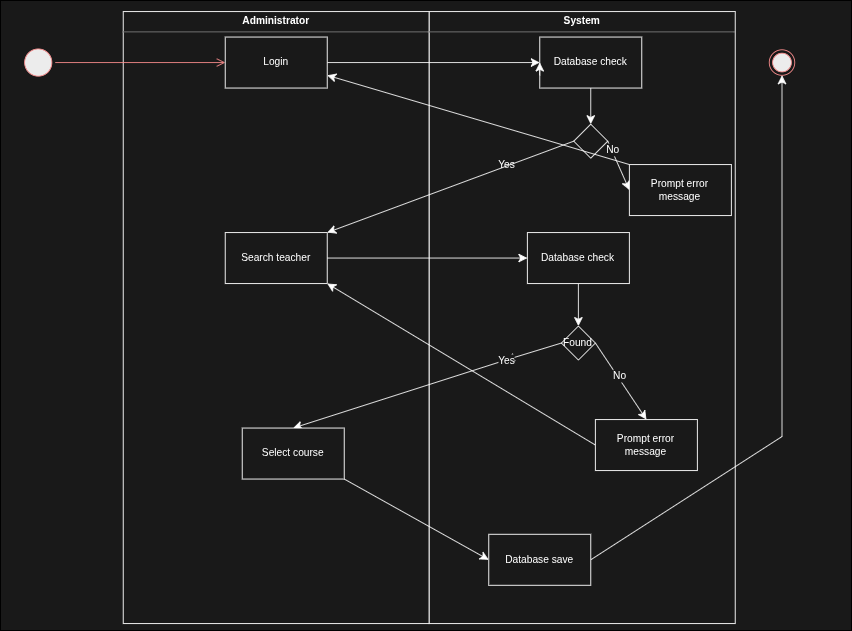 Administrator
System
Login
Database check
No
Yes
Prompt error
message
Search teacher
Database check
Found
Yes
No
Prompt error
message
Select course
Database save